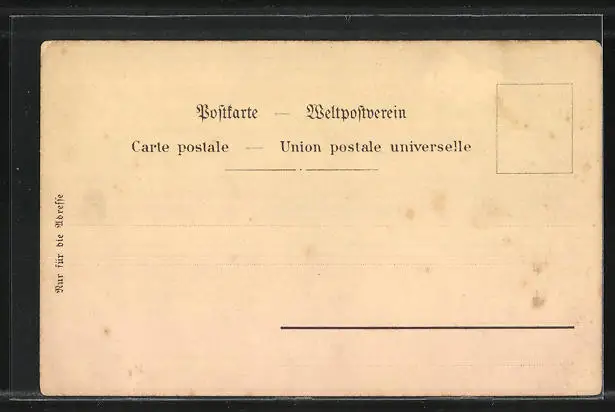 Postkarte — Weltpostverein
Carte postale — Union postale universelle
Nur für die Adresse